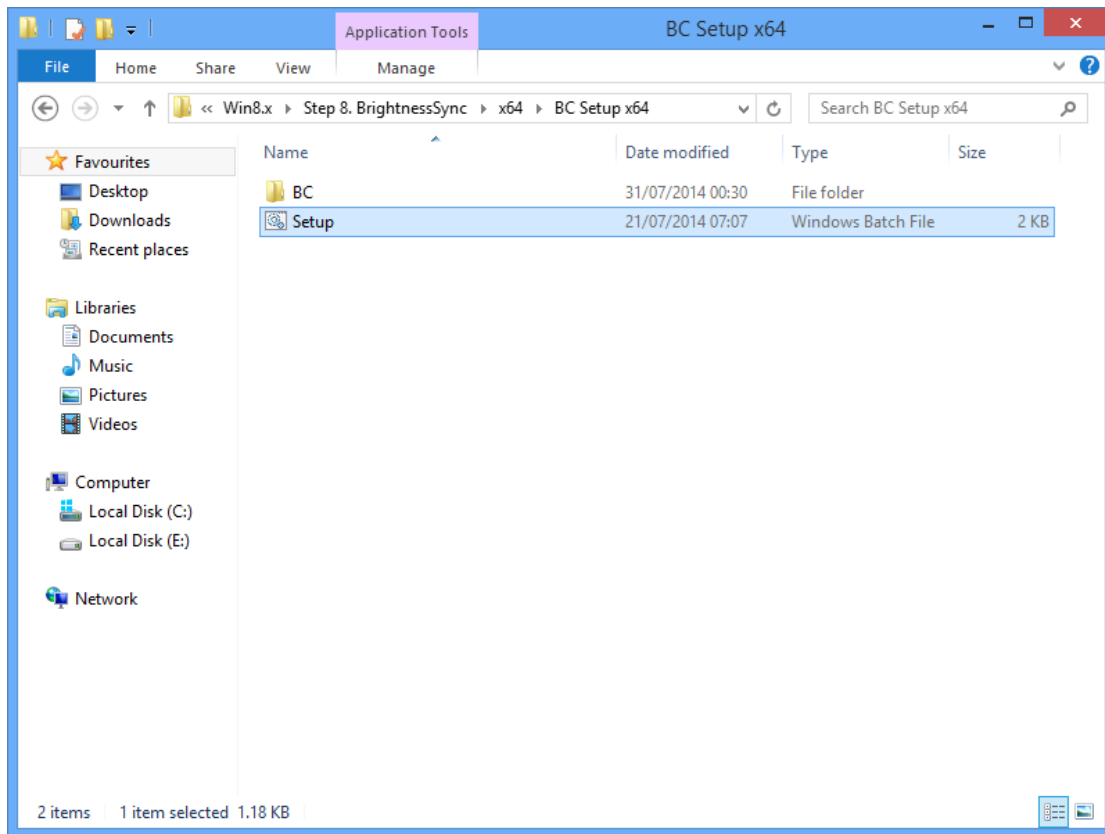 Application Tools
BC Setup x64
File Home Share View Manage
« Win8.x Step 8. BrightnessSync x64 BC Setup x64 Search BC Setup x64
Favourites
Desktop
Downloads
Recent places
Libraries
Documents
Music
Pictures
Videos
Computer
Local Disk (C:)
Local Disk (E:)
Network
Name Date modified Type Size
BC 31/07/2014 00:30 File folder
Setup 21/07/2014 07:07 Windows Batch File 2 KB
2 items 1 item selected 1.18 KB